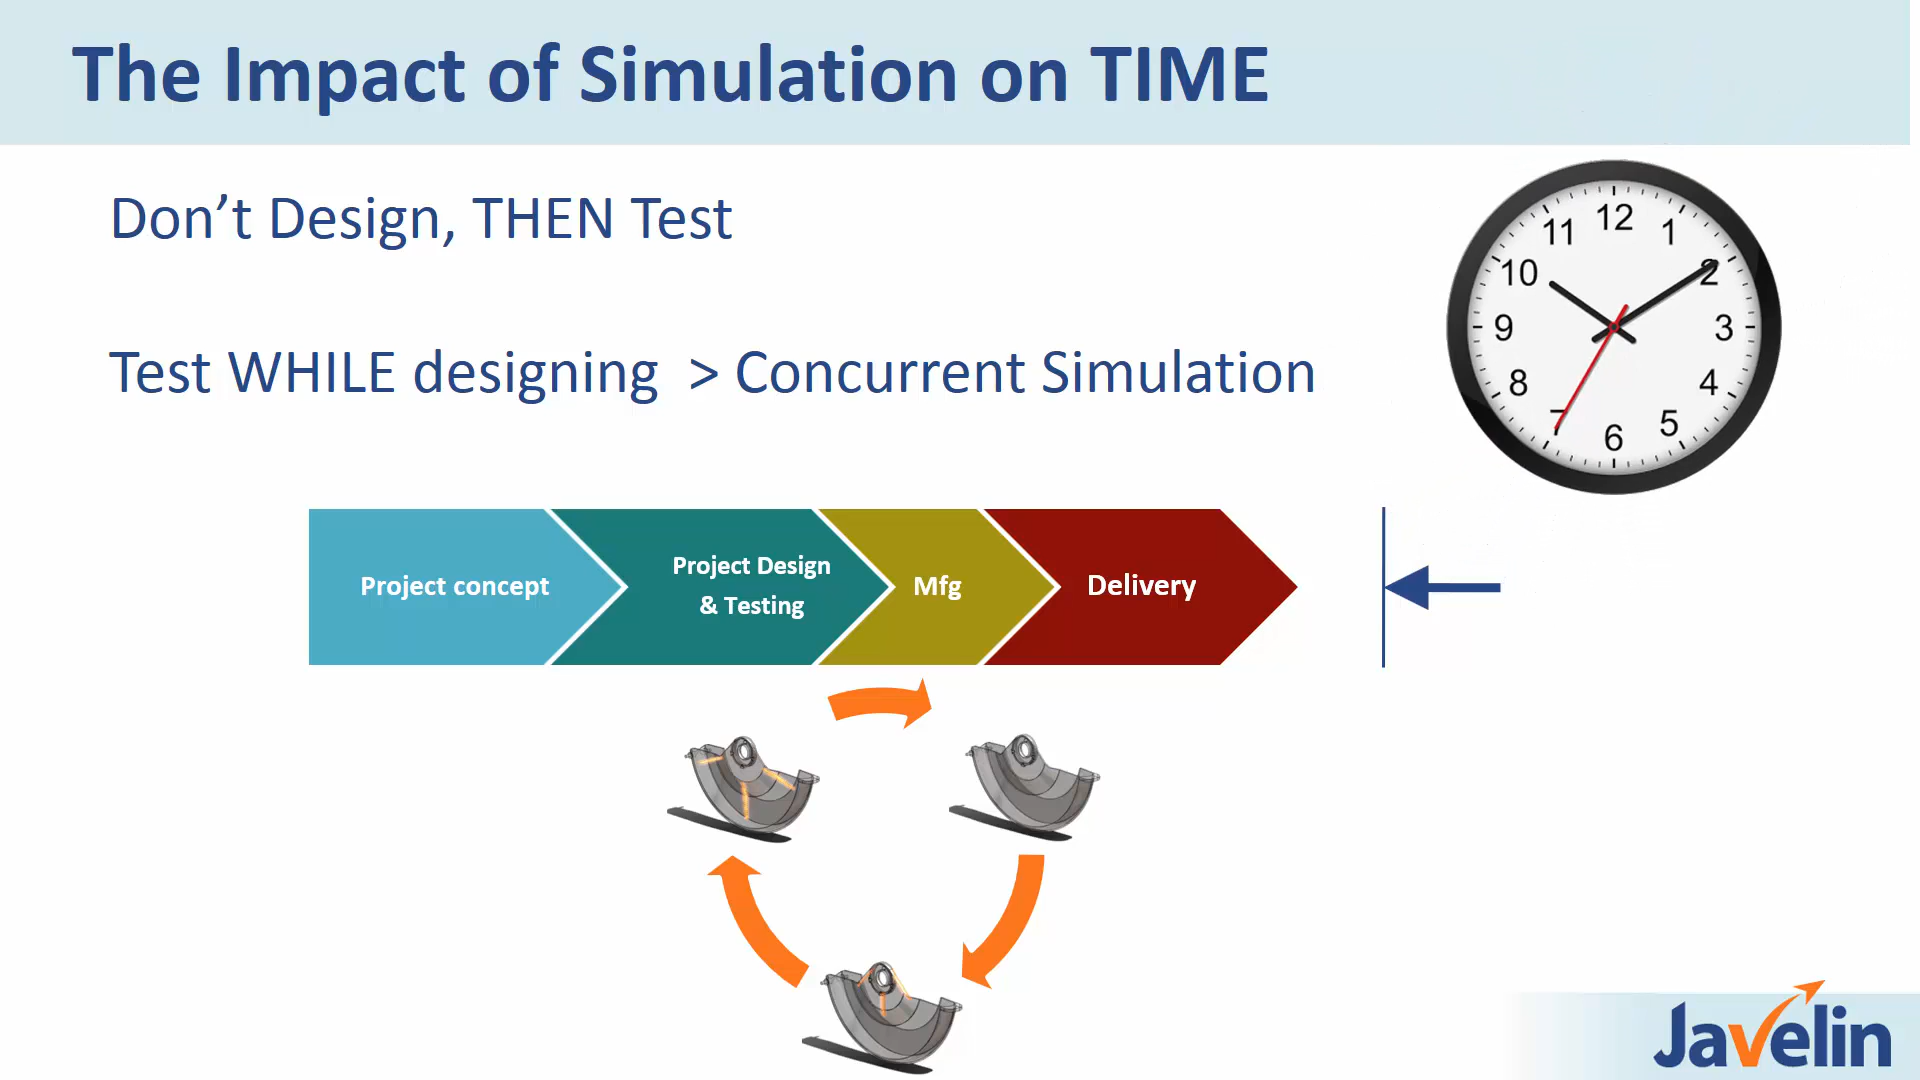 The Impact of Simulation on TIME
Don't Design, THEN Test
Test WHILE designing > Concurrent Simulation
12
1
2
3
4
5
6
7
8
9
10
11
Project concept
Project Design
& Testing
Mfg
Delivery
Javelin